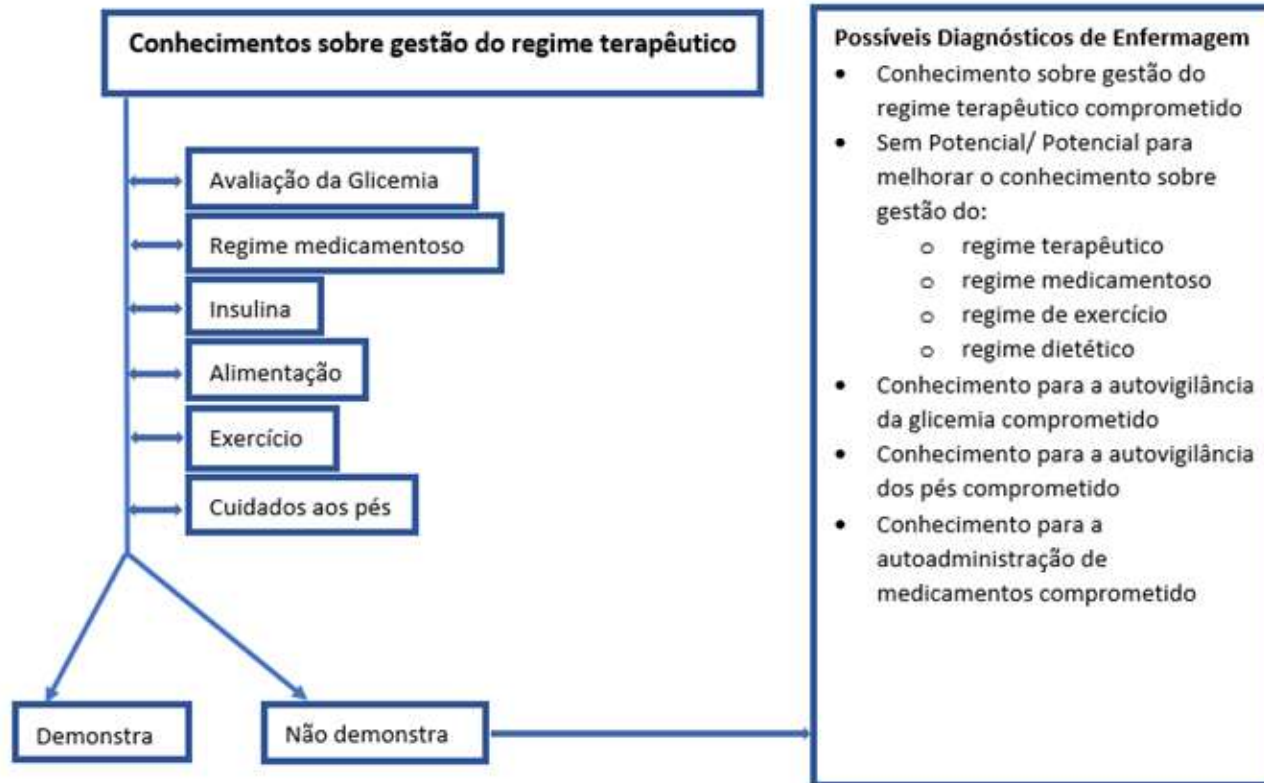 Conhecimentos sobre gestão do regime terapêutico
Avaliação da Glicemia
Regime medicamentoso
Insulina
Alimentação
Exercício
Cuidados aos pés
Demonstra
Não demonstra
Possíveis Diagnósticos de Enfermagem
• Conhecimento sobre gestão do
regime terapêutico comprometido
• Sem Potencial/ Potencial para
melhorar o conhecimento sobre
gestão do:
o regime terapêutico
o regime medicamentoso
o regime de exercício
o regime dietético
• Conhecimento para a autovigilância
da glicemia comprometido
• Conhecimento para a autovigilância
dos pés comprometido
• Conhecimento para a
autoadministração de
medicamentos comprometido